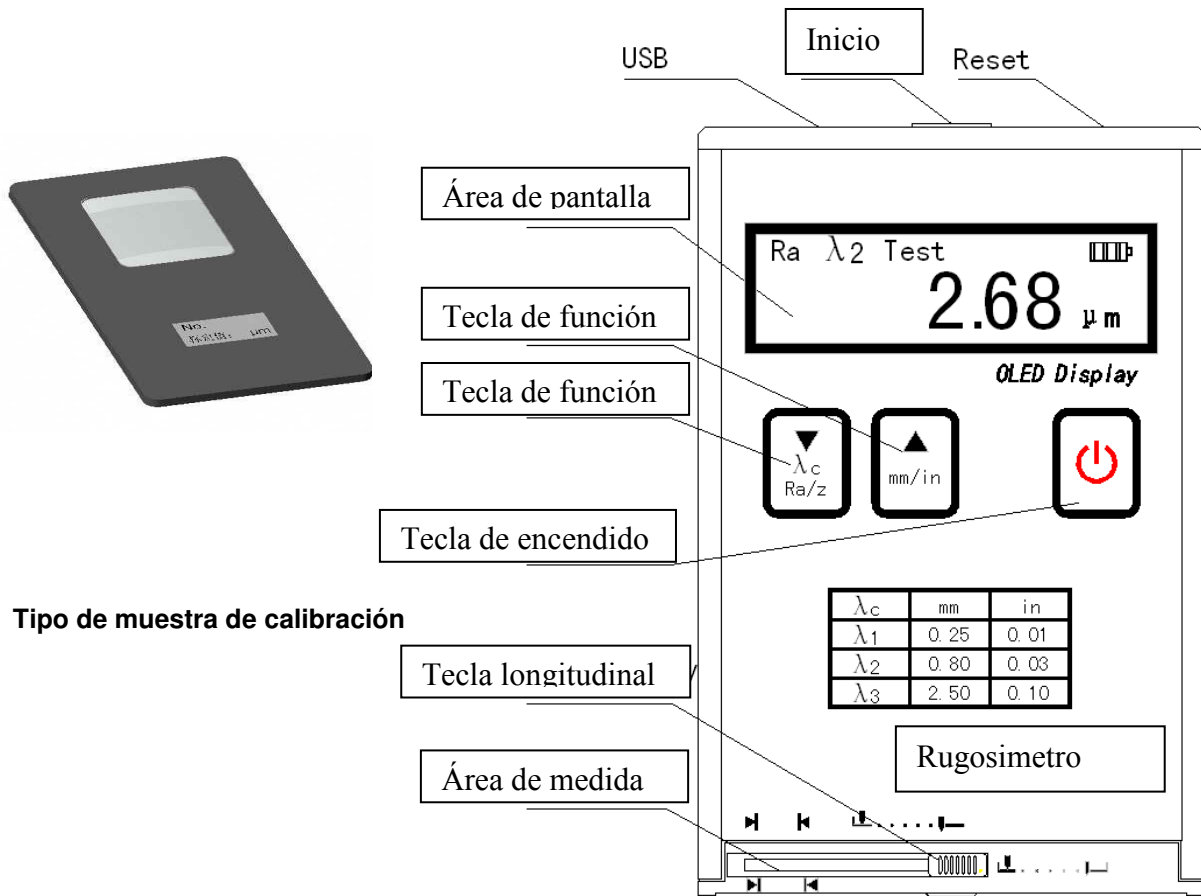 Inicio
USB
Reset
Área de pantalla
Ra λ2 Test
2.68 μm
Tecla de función
OLED Display
Tecla de función
▼ ▲
λc
Ra/z
mm/in
No.
标定值: μm
Tecla de encendido
Tipo de muestra de calibración
λc mm in
λ1 0.25 0.01
λ2 0.80 0.03
λ3 2.50 0.10
Tecla longitudinal
Rugosimetro
Área de medida